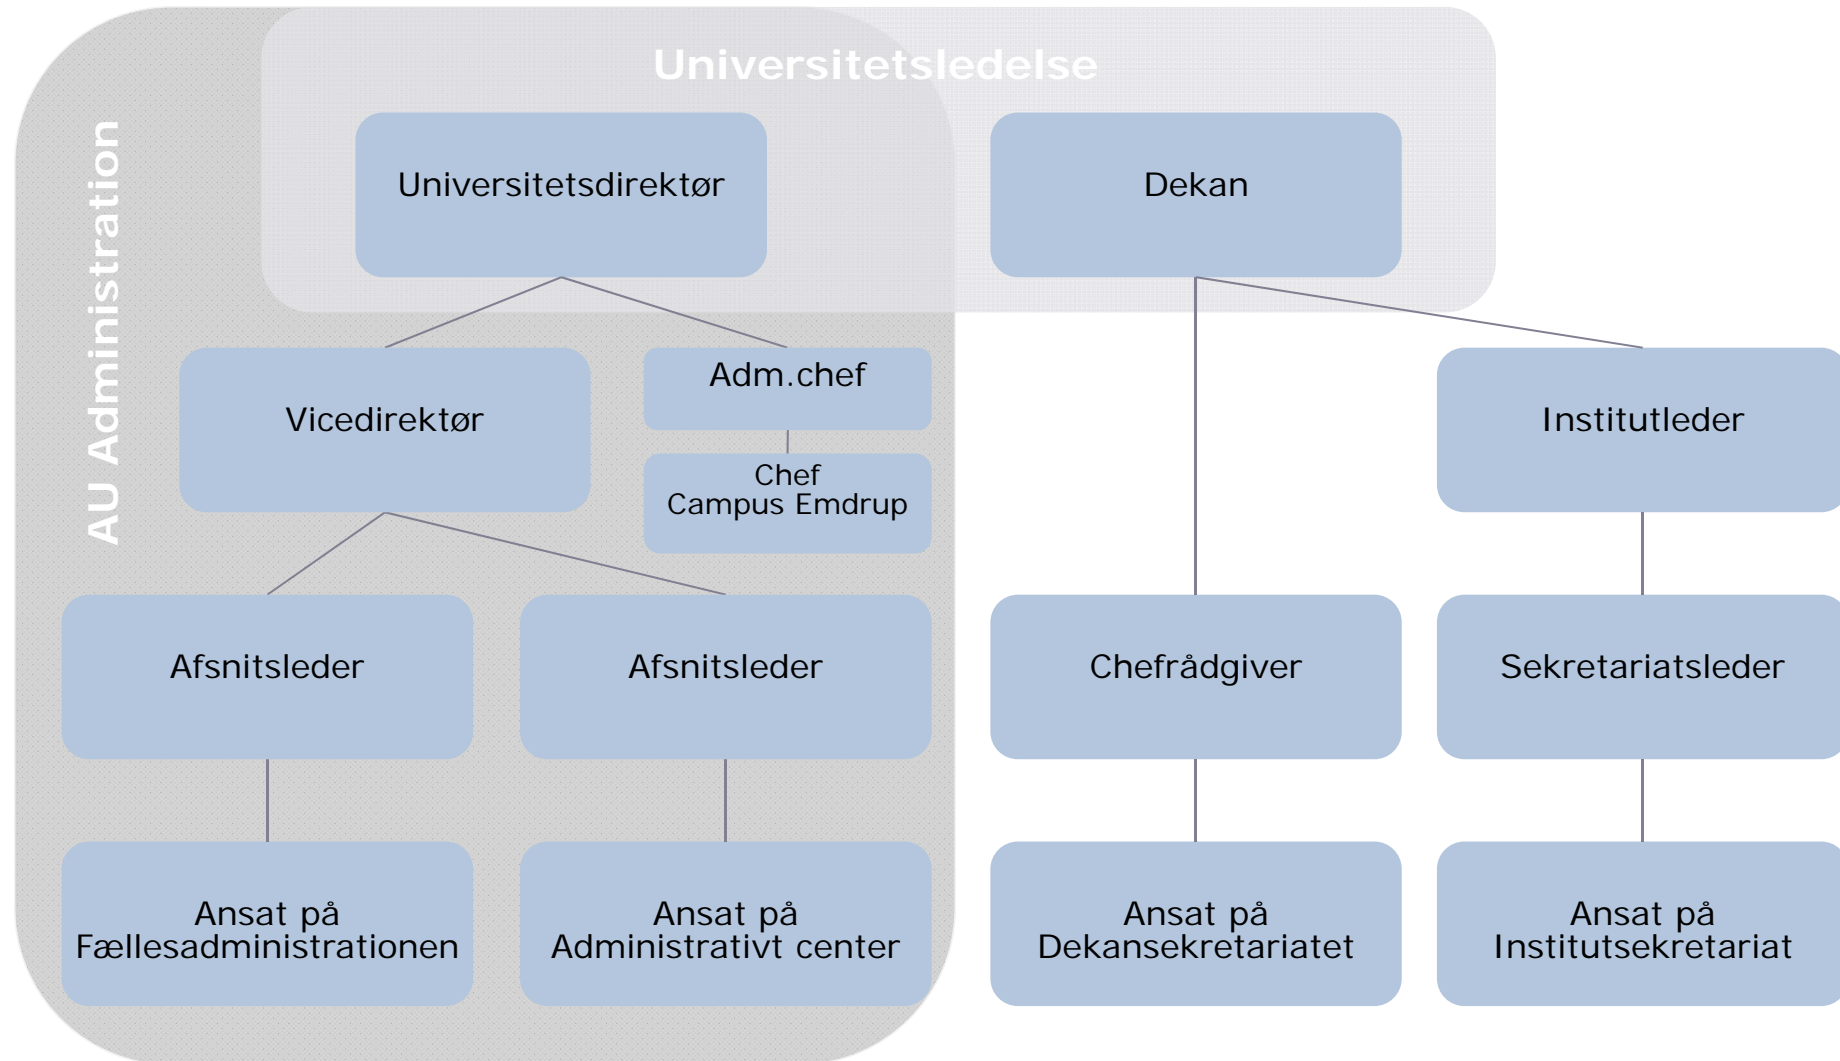 Universitetsledelse
AU Administration
Universitetsdirektør
Dekan
Vicedirektør
Adm.chef
Chef
Campus Emdrup
Institutleder
Afsnitsleder
Afsnitsleder
Chefrådgiver
Sekretariatsleder
Ansat på
Fællesadministrationen
Ansat på
Administrativt center
Ansat på
Dekansekretariatet
Ansat på
Institutsekretariat